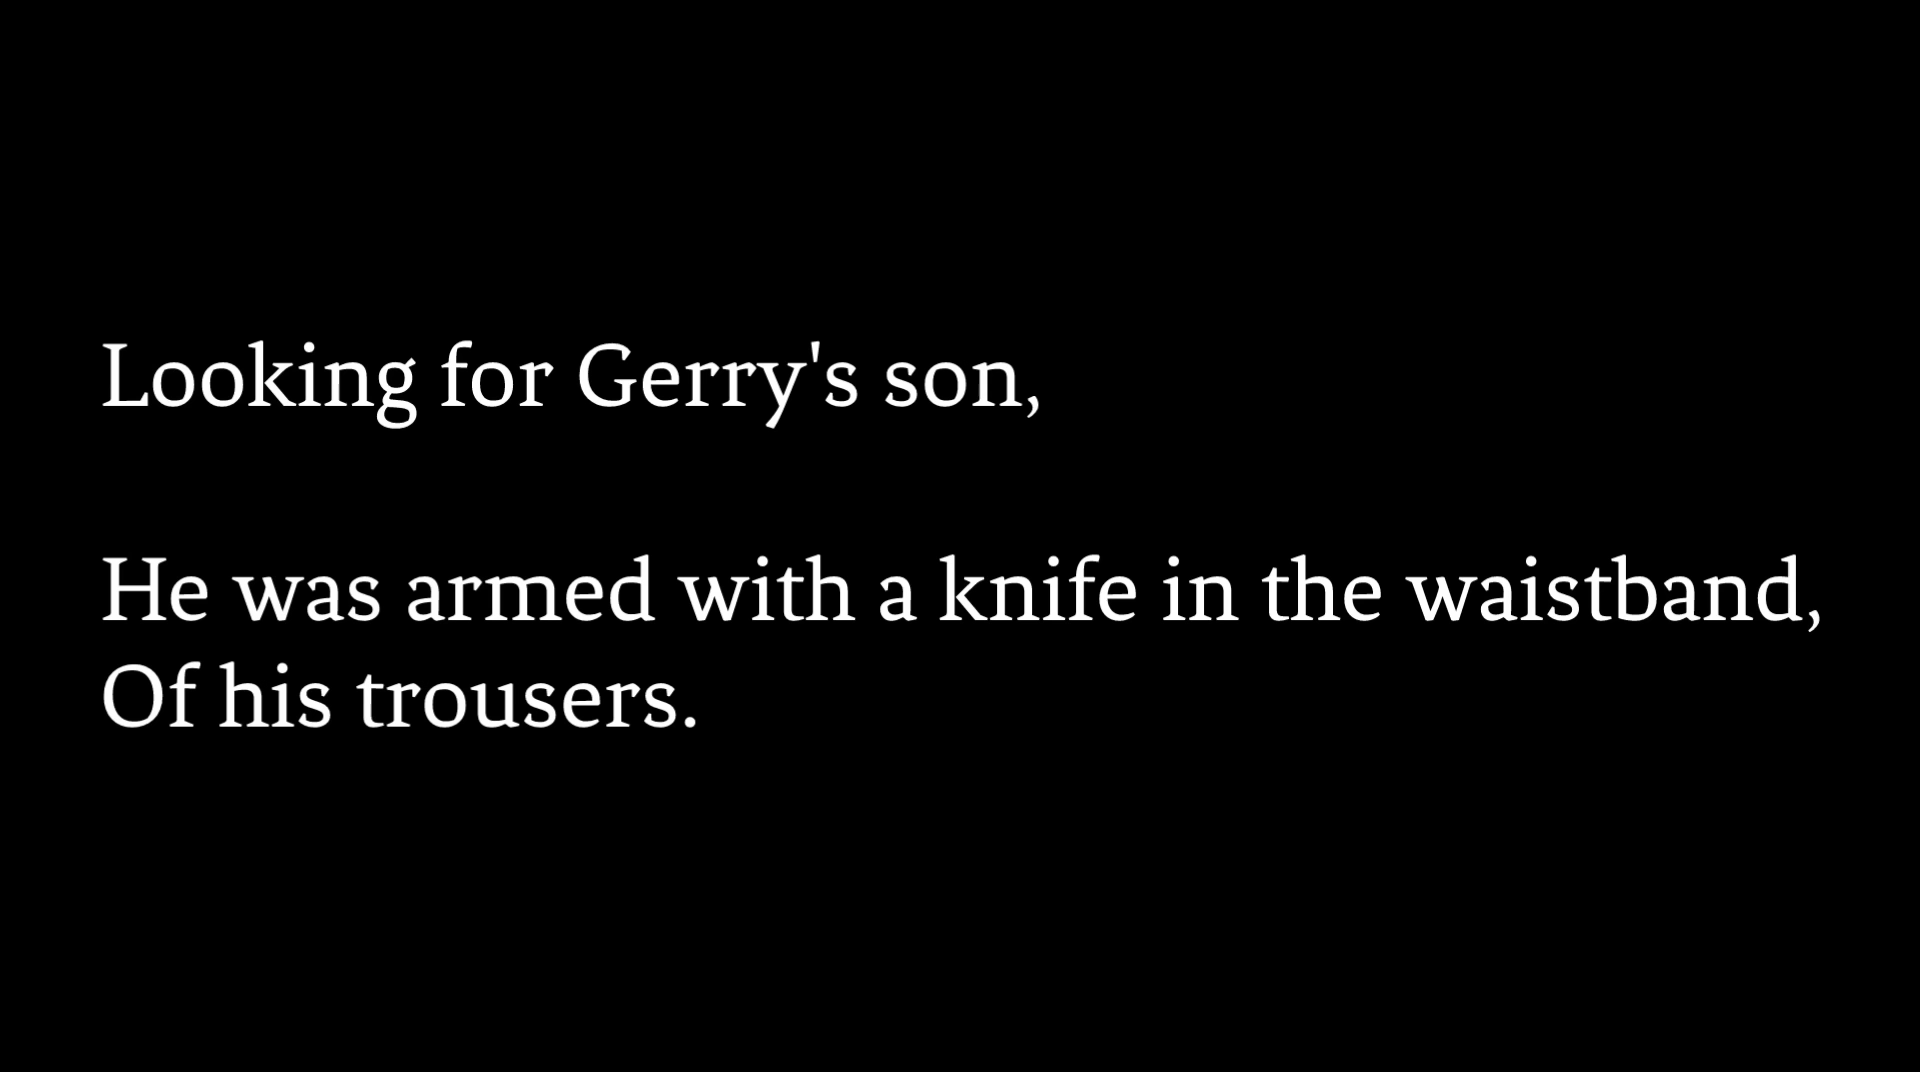 Looking for Gerry's son,
He was armed with a knife in the waistband,
Of his trousers.